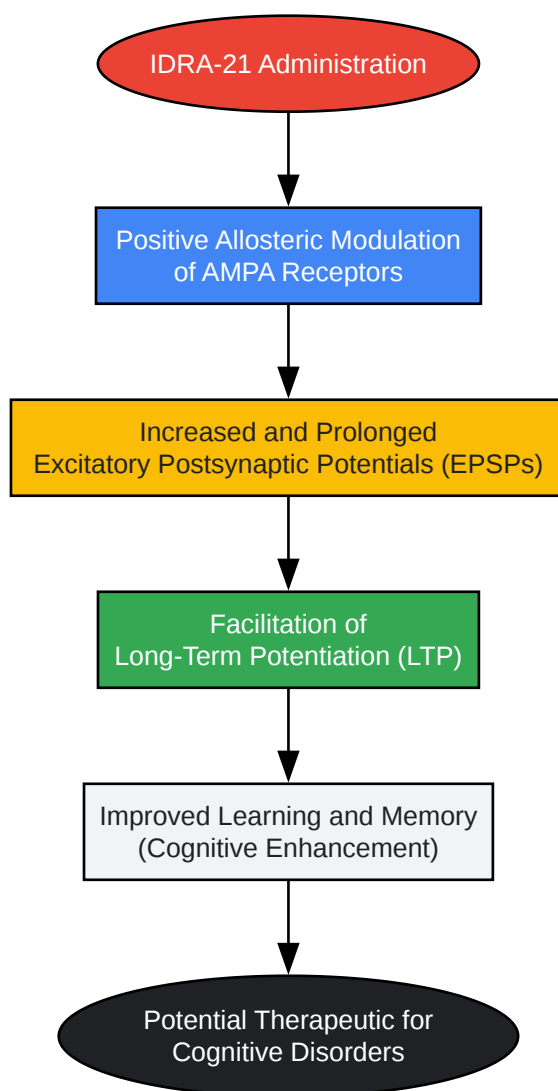 IDRA-21 Administration
Positive Allosteric Modulation
of AMPA Receptors
Increased and Prolonged
Excitatory Postsynaptic Potentials (EPSPs)
Facilitation of
Long-Term Potentiation (LTP)
Improved Learning and Memory
(Cognitive Enhancement)
Potential Therapeutic for
Cognitive Disorders